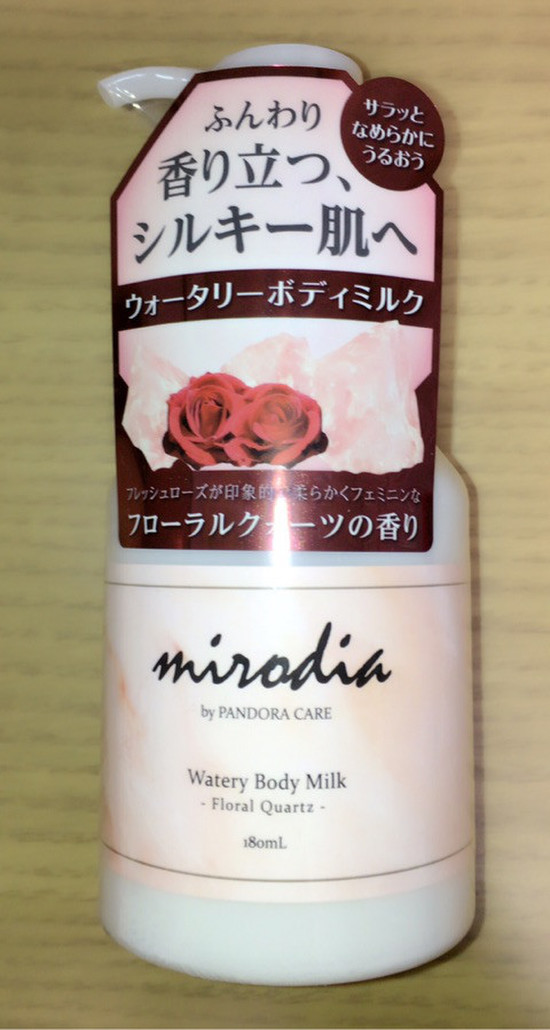 ふんわり
香り立つ、
シルキー肌へ
サラッと
なめらかに
うるおう
ウォータリーボディミルク
フレッシュローズが印象的 柔らかくフェミニンな
フローラルクォーツの香り
mirodia
by PANDORA CARE
Watery Body Milk
- Floral Quartz -
180mL